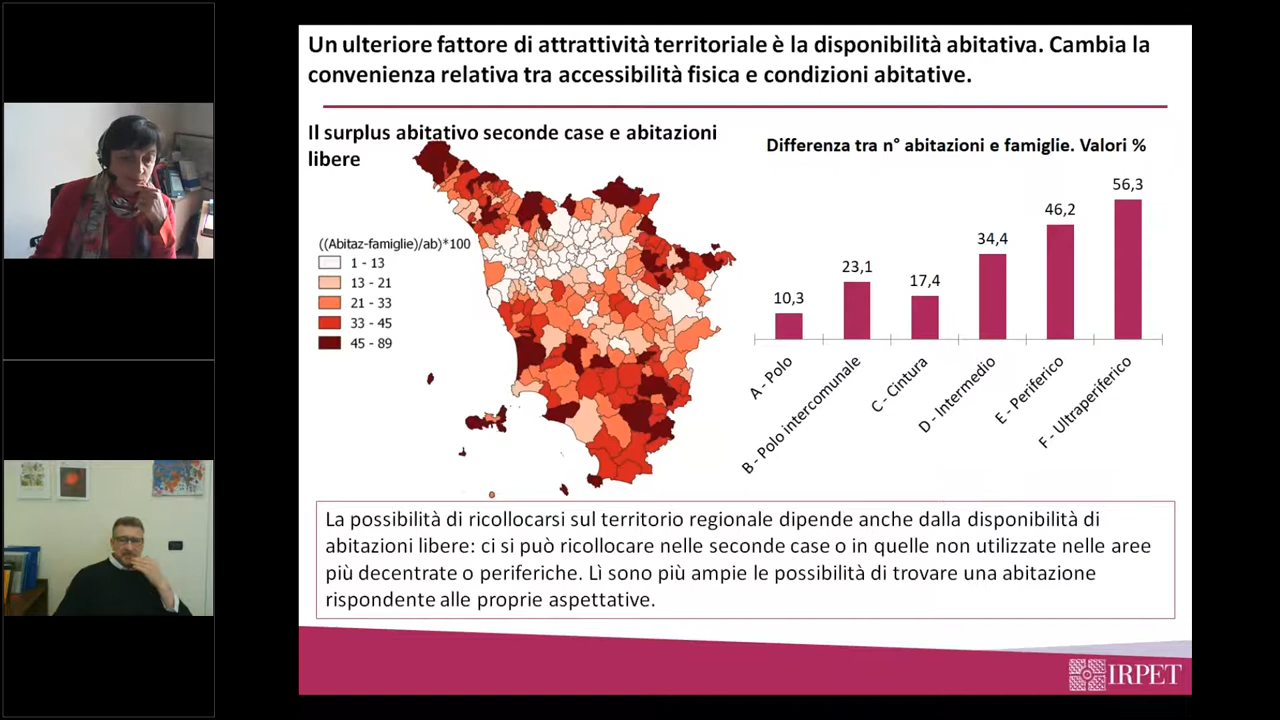 Un ulteriore fattore di attrattività territoriale è la disponibilità abitativa. Cambia la
convenienza relativa tra accessibilità fisica e condizioni abitative.
Il surplus abitativo seconde case e abitazioni
libere
((Abitaz-famiglie)/ab)*100
1 - 13
13 - 21
21 - 33
33 - 45
45 - 89
Differenza tra n° abitazioni e famiglie. Valori %
10,3
23,1
17,4
34,4
46,2
56,3
A - Polo
B - Polo intercomunale
C - Cintura
D - Intermedio
E - Periferico
F - Ultraperiferico
La possibilità di ricollocarsi sul territorio regionale dipende anche dalla disponibilità di
abitazioni libere: ci si può ricollocare nelle seconde case o in quelle non utilizzate nelle aree
più decentrate o periferiche. Lì sono più ampie le possibilità di trovare una abitazione
rispondente alle proprie aspettative.
IRPET